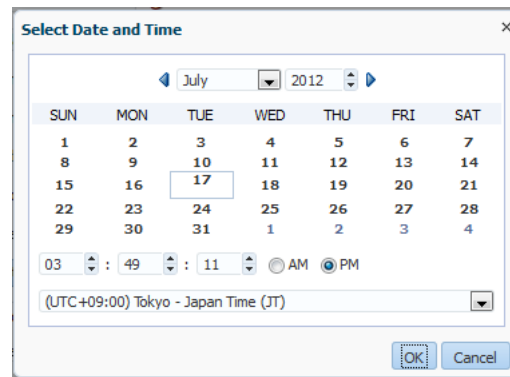 Select Date and Time
July 2012
SUN MON TUE WED THU FRI SAT
1 2 3 4 5 6 7
8 9 10 11 12 13 14
15 16 17 18 19 20 21
22 23 24 25 26 27 28
29 30 31 1 2 3 4
03 : 49 : 11 AM PM
(UTC+09:00) Tokyo - Japan Time (JT)
OK Cancel